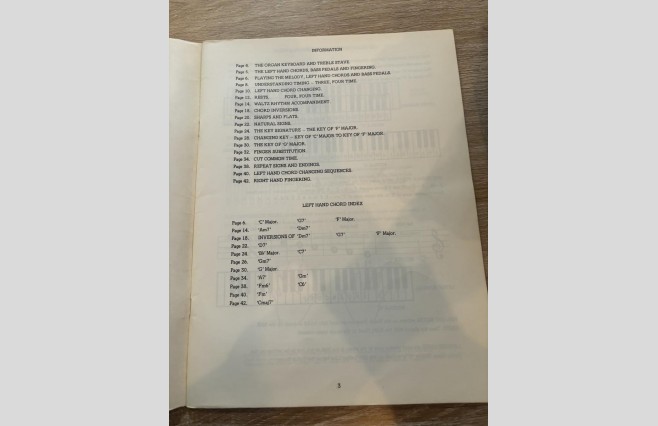 INFORMATION
Page 4. THE ORGAN KEYBOARD AND TREBLE STAVE.
Page 5. THE LEFT HAND CHORDS, BASS PEDALS AND FINGERING.
Page 6. PLAYING THE MELODY, LEFT HAND CHORDS AND BASS PEDALS.
Page 8. UNDERSTANDING TIMING – THREE, FOUR TIME.
Page 10. LEFT HAND CHORD CHANGING.
Page 12. RESTS. FOUR, FOUR TIME.
Page 14. WALTZ RHYTHM ACCOMPANIMENT.
Page 18. CHORD INVERSIONS
Page 20. SHARPS AND FLATS.
Page 22. NATURAL SIGNS.
Page 24. THE KEY SIGNATURE – THE KEY OF 'F' MAJOR.
Page 28. CHANGING KEY – KEY OF 'C' MAJOR TO KEY OF 'F' MAJOR.
Page 30. THE KEY OF 'G' MAJOR.
Page 32. FINGER SUBSTITUTION.
Page 34. CUT COMMON TIME.
Page 36. REPEAT SIGNS AND ENDINGS.
Page 40. LEFT HAND CHORD CHANGING SEQUENCES.
Page 42. RIGHT HAND FINGERING.
LEFT HAND CHORD INDEX
Page 6. 'C' Major. 'G7' 'F' Major.
Page 14. 'Am7' 'Dm7'
Page 18. INVERSIONS OF 'Dm7' 'G7' 'F' Major.
Page 22. 'D7'
Page 24. 'Bb' Major. 'C7'
Page 26. 'Gm7'
Page 30. 'G' Major.
Page 34. 'A7' 'Dm'
Page 38. 'Fm6' 'C6'
Page 40. 'Fm'
Page 42. 'Cmaj7'
3